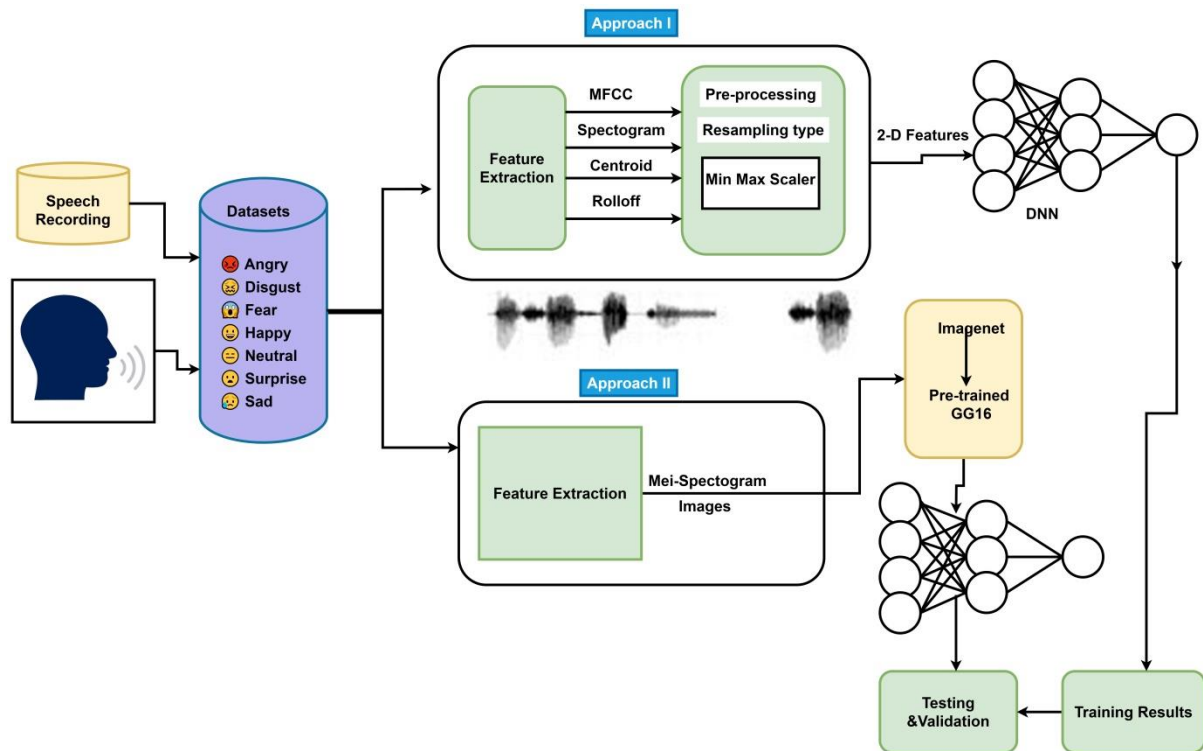 Approach I
MFCC
Spectogram
Centroid
Rolloff
Feature
Extraction
Pre-processing
Resampling type
Min Max Scaler
2-D Features
DNN
Speech
Recording
Datasets
Angry
Disgust
Fear
Happy
Neutral
Surprise
Sad
Approach II
Feature Extraction
Mei-Spectogram
Images
Imagenet
Pre-trained
GG16
Testing
&Validation
Training Results